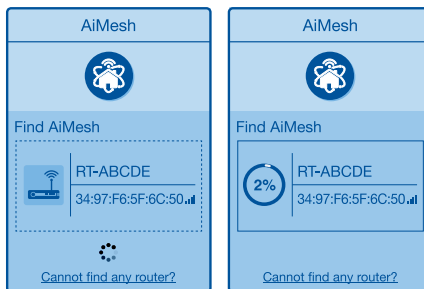 AiMesh
Find AiMesh
RT-ABCDE
34:97:F6:5F:6C:50
Cannot find any router?
AiMesh
Find AiMesh
2%
RT-ABCDE
34:97:F6:5F:6C:50
Cannot find any router?